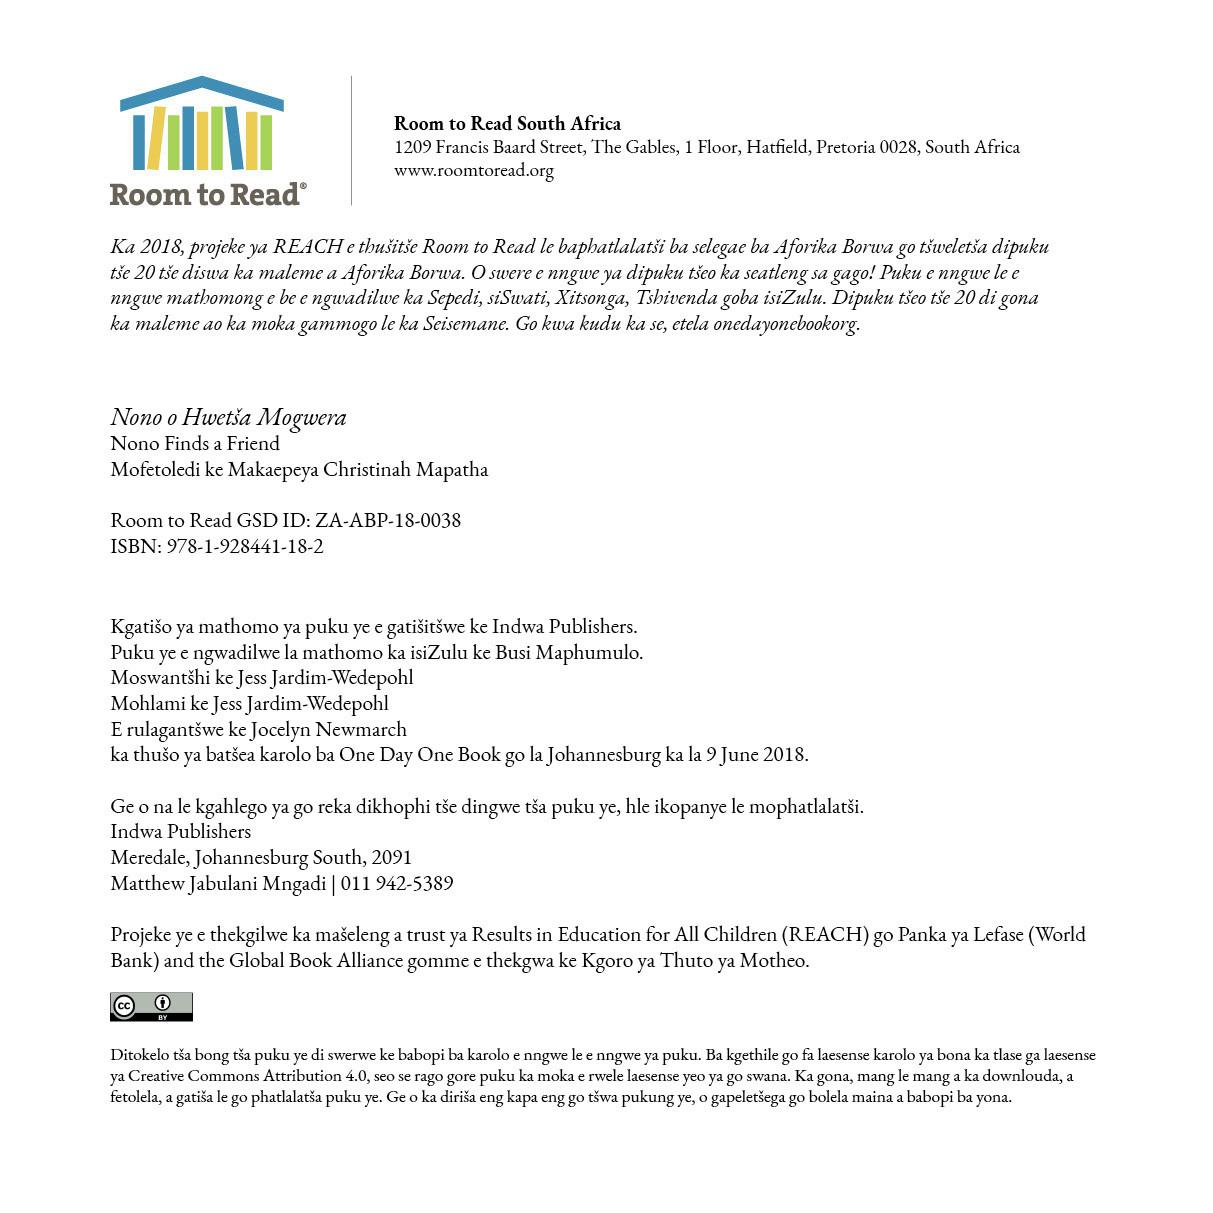 Room to Read®
Room to Read South Africa
1209 Francis Baard Street, The Gables, 1 Floor, Hatfield, Pretoria 0028, South Africa
www.roomtoread.org
Ka 2018, projeke ya REACH e thušitše Room to Read le baphatlalatši ba selegae ba Aforika Borwa go tšweletša dipuku
tše 20 tše diswa ka maleme a Aforika Borwa. O swere e nngwe ya dipuku tšeo ka seatleng sa gago! Puku e nngwe le e
nngwe mathomong e be e ngwadilwe ka Sepedi, siSwati, Xitsonga, Tshivenda goba isiZulu. Dipuku tšeo tše 20 di gona
ka maleme ao ka moka gammogo le ka Seisemane. Go kwa kudu ka se, etela onedayonebookorg.
Nono o Hwetša Mogwera
Nono Finds a Friend
Mofetoledi ke Makaepeya Christinah Mapatha
Room to Read GSD ID: ZA-ABP-18-0038
ISBN: 978-1-928441-18-2
Kgatišo ya mathomo ya puku ye e gatišitšwe ke Indwa Publishers.
Puku ye e ngwadilwe la mathomo ka isiZulu ke Busi Maphumulo.
Moswantšhi ke Jess Jardim-Wedepohl
Mohlami ke Jess Jardim-Wedepohl
E rulagantšwe ke Jocelyn Newmarch
ka thušo ya batšea karolo ba One Day One Book go la Johannesburg ka la 9 June 2018.
Ge o na le kgahlego ya go reka dikhophi tše dingwe tša puku ye, hle ikopanye le mophatlalatši.
Indwa Publishers
Meredale, Johannesburg South, 2091
Matthew Jabulani Mngadi | 011 942-5389
Projeke ye e thekgilwe ka mašeleng a trust ya Results in Education for All Children (REACH) go Panka ya Lefase (World
Bank) and the Global Book Alliance gomme e thekgwa ke Kgoro ya Thuto ya Motheo.
cc BY
Ditokelo tša bong tša puku ye di swerwe ke babopi ba karolo e nngwe le e nngwe ya puku. Ba kgethile go fa laesense karolo ya bona ka tlase ga laesense
ya Creative Commons Attribution 4.0, seo se rago gore puku ka moka e rwele laesense yeo ya go swana. Ka gona, mang le mang a ka downlouda, a
fetolela, a gatiša le go phatlalatša puku ye. Ge o ka diriša eng kapa eng go tšwa pukung ye, o gapeletšega go bolela maina a babopi ba yona.